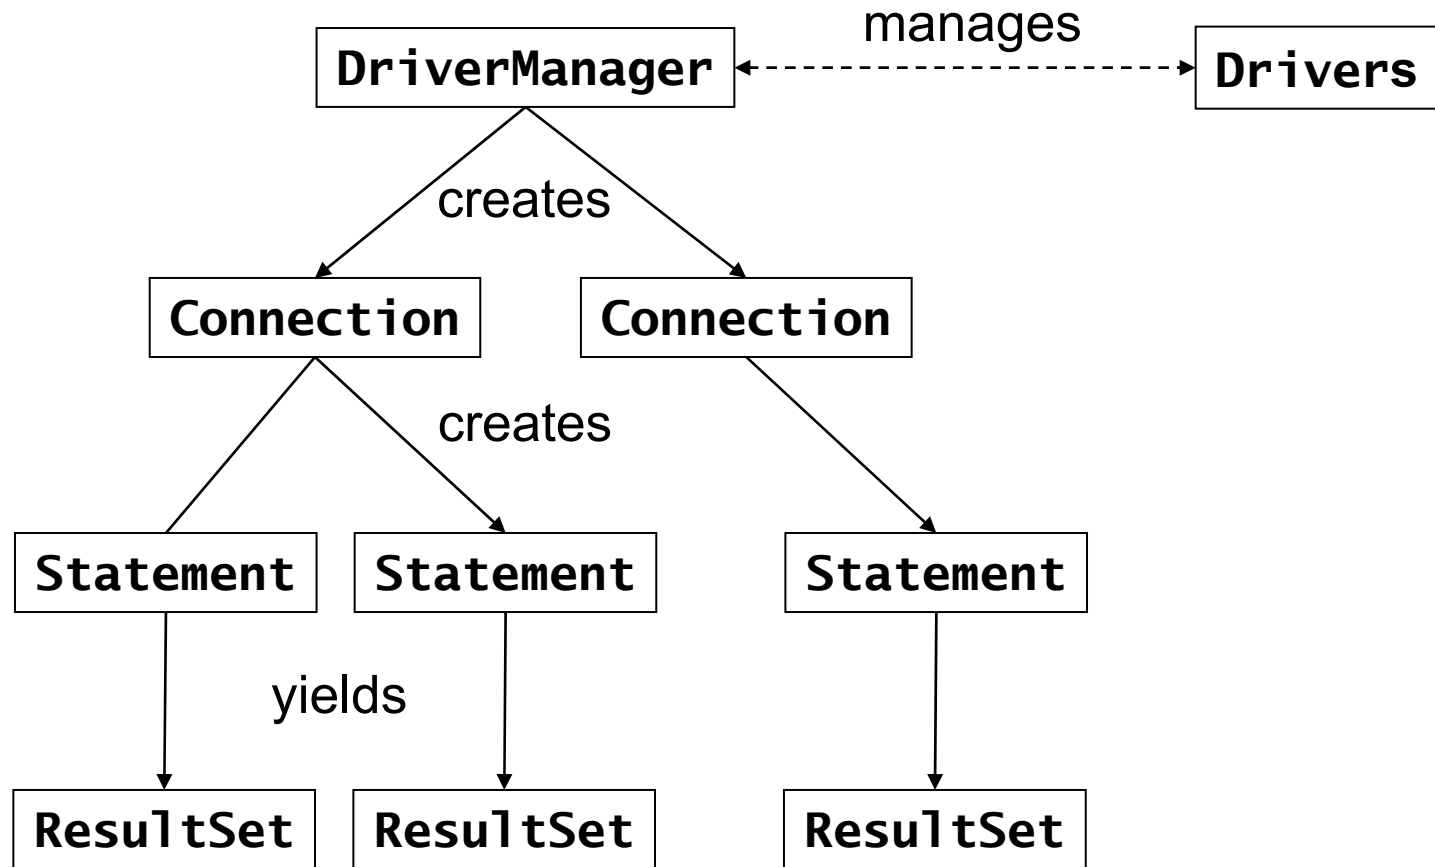 manages
DriverManager
Drivers
creates
Connection
Connection
creates
Statement
Statement
Statement
yields
ResultSet
ResultSet
ResultSet